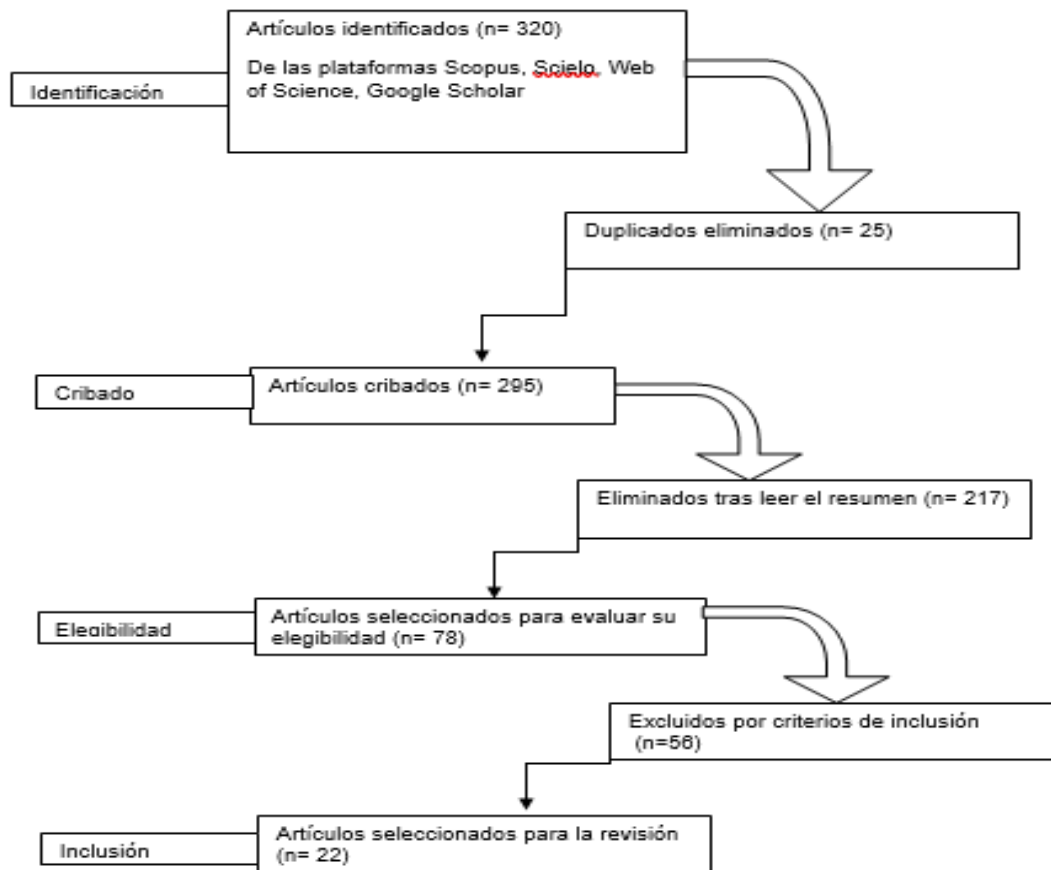 Artículos identificados (n= 320)
De las plataformas Scopus, Scielo, Web
of Science, Google Scholar
Identificación
Duplicados eliminados (n= 25)
Cribado
Artículos cribados (n= 295)
Eliminados tras leer el resumen (n= 217)
Elegibilidad
Artículos seleccionados para evaluar su
elegibilidad (n= 78)
Excluidos por criterios de inclusión
(n=56)
Inclusión
Artículos seleccionados para la revisión
(n= 22)